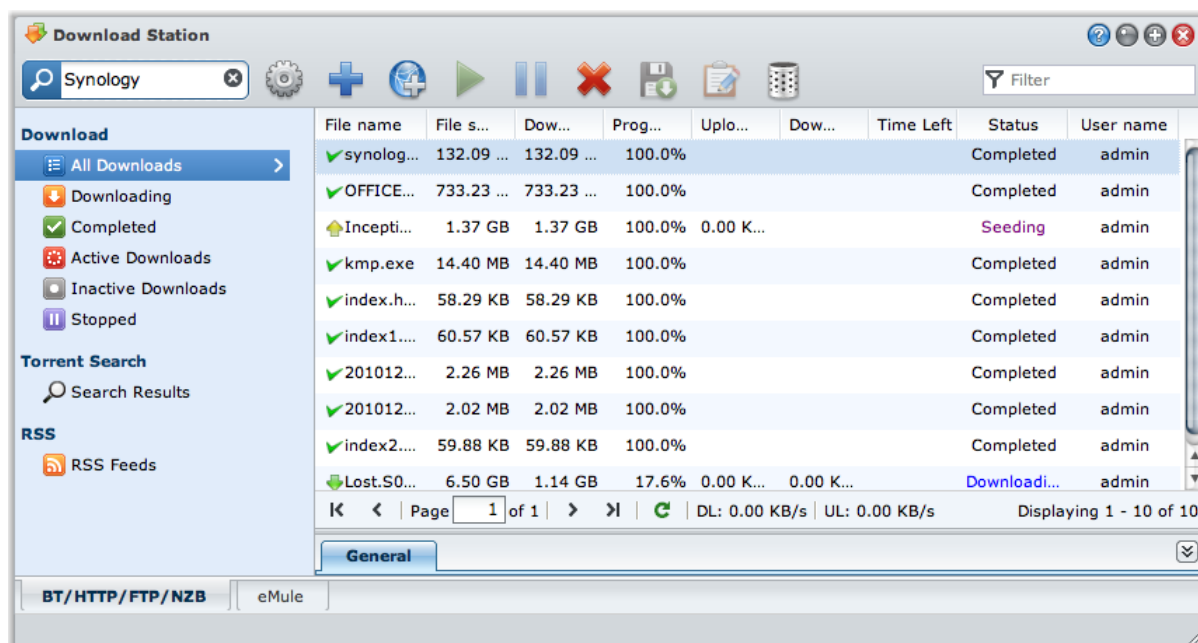 Download Station
Synology
Filter
Download
All Downloads
Downloading
Completed
Active Downloads
Inactive Downloads
Stopped
Torrent Search
Search Results
RSS
RSS Feeds
File name File s... Dow... Prog... Uplo... Dow... Time Left Status User name
synolog... 132.09 ... 132.09 ... 100.0% Completed admin
OFFICE... 733.23 ... 733.23 ... 100.0% Completed admin
Incepti... 1.37 GB 1.37 GB 100.0% 0.00 K... Seeding admin
kmp.exe 14.40 MB 14.40 MB 100.0% Completed admin
index.h... 58.29 KB 58.29 KB 100.0% Completed admin
index1.... 60.57 KB 60.57 KB 100.0% Completed admin
201012... 2.26 MB 2.26 MB 100.0% Completed admin
201012... 2.02 MB 2.02 MB 100.0% Completed admin
index2.... 59.88 KB 59.88 KB 100.0% Completed admin
Lost.S0... 6.50 GB 1.14 GB 17.6% 0.00 K... 0.00 K... Downloadi... admin
Page 1 of 1 DL: 0.00 KB/s UL: 0.00 KB/s Displaying 1 - 10 of 10
General
BT/HTTP/FTP/NZB eMule